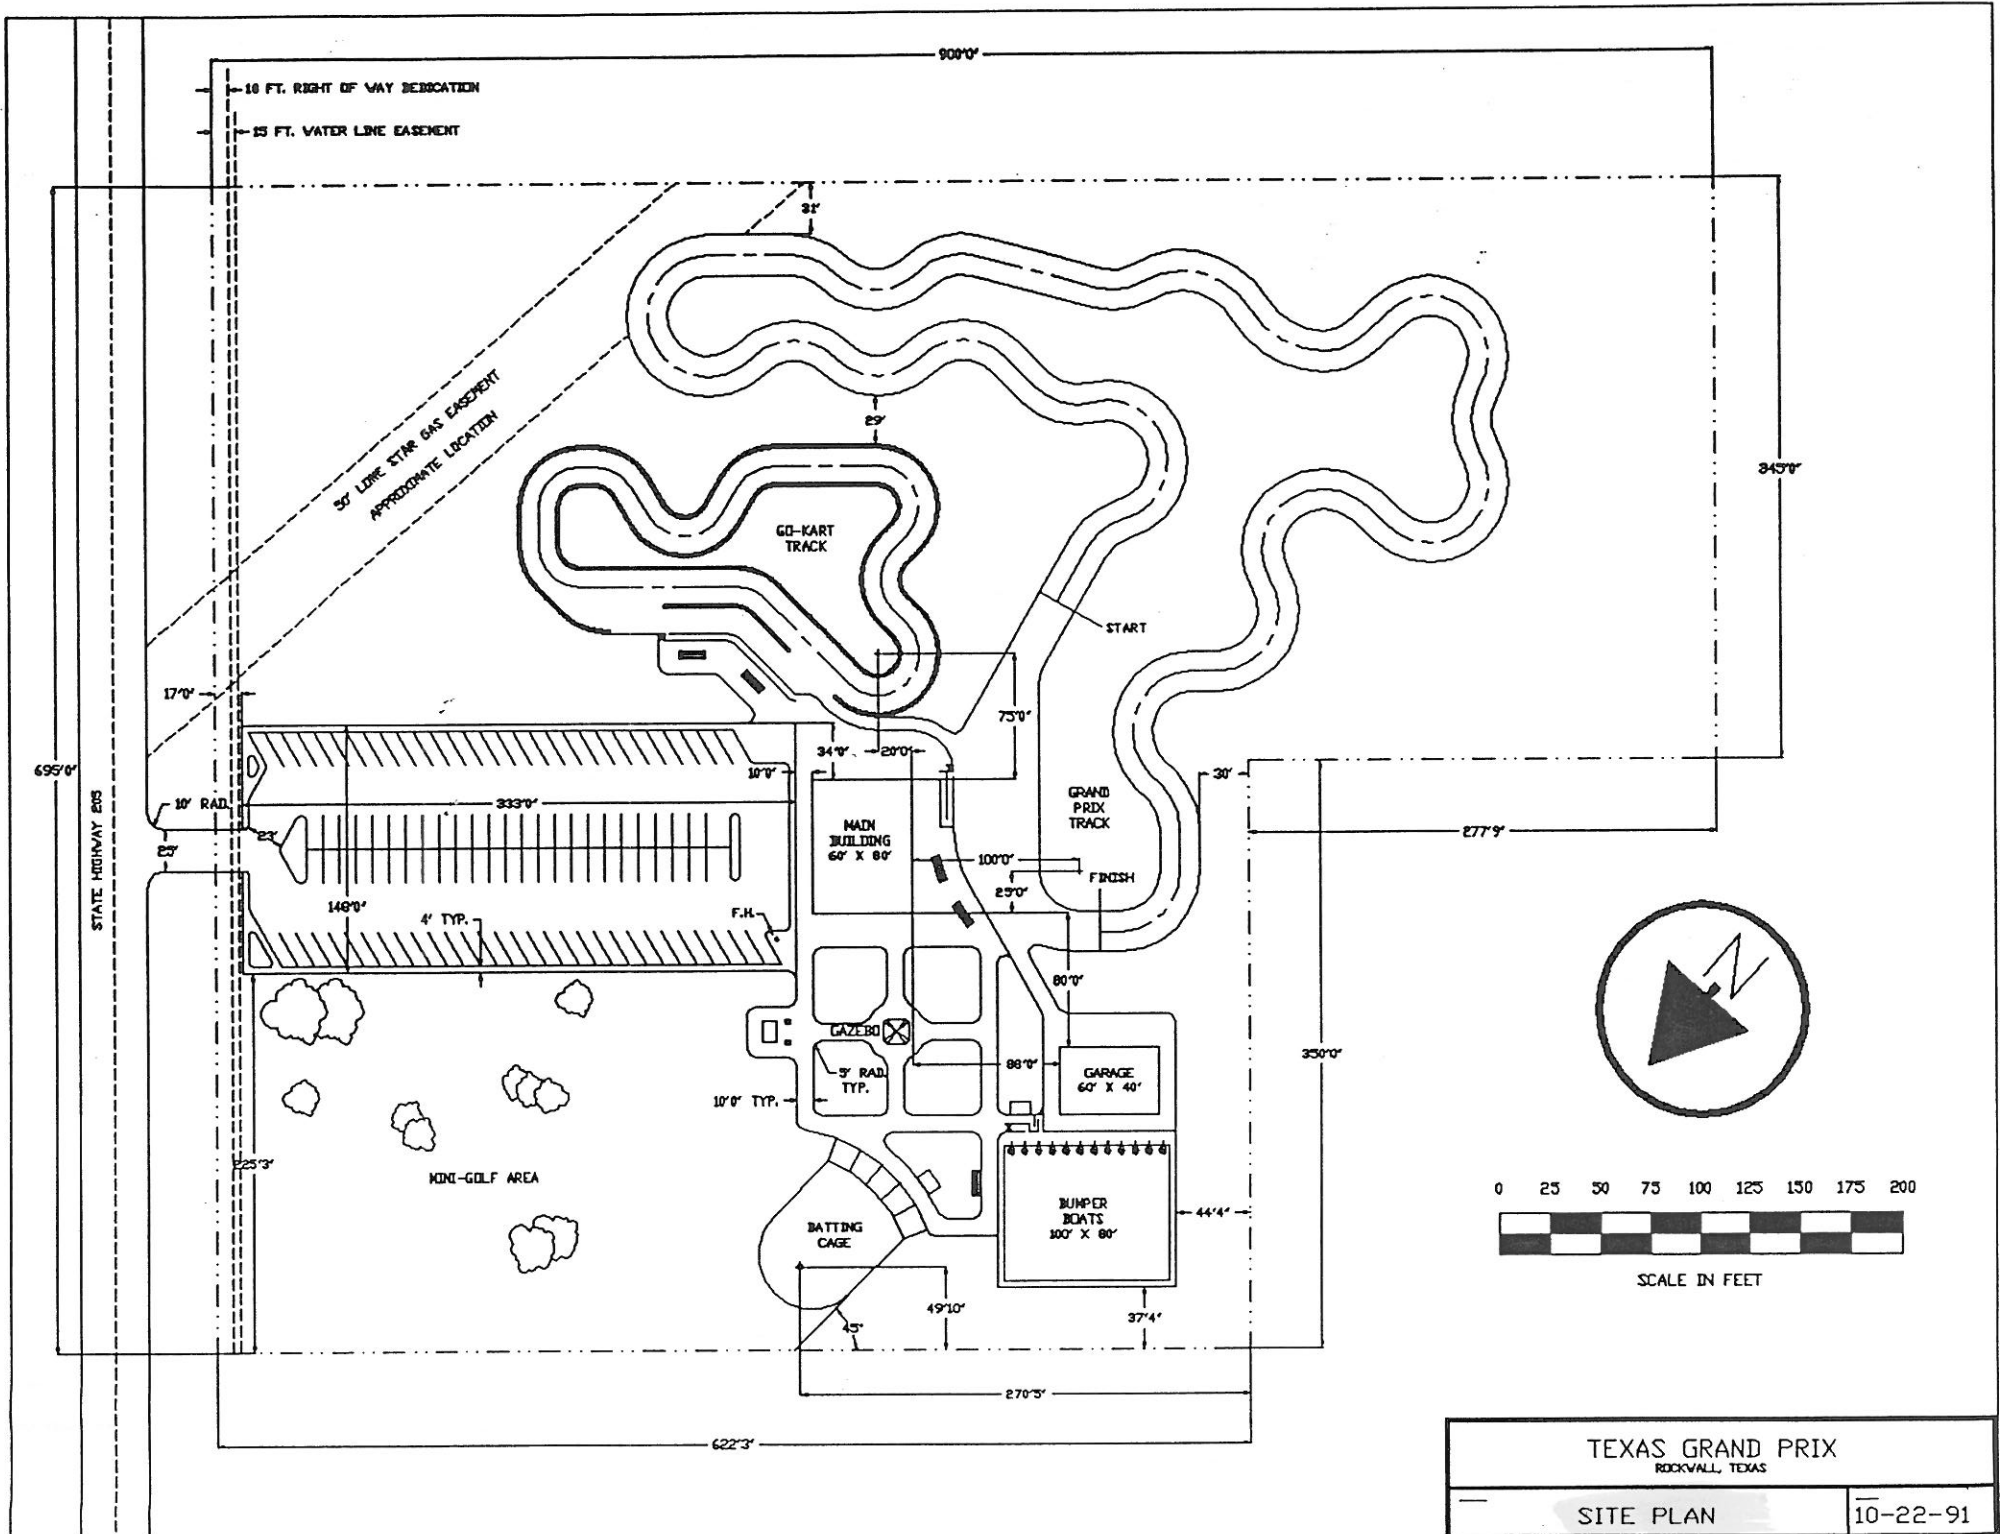 900'0"
10 FT. RIGHT OF WAY DEDICATION
15 FT. WATER LINE EASEMENT
31'
50' LONE STAR GAS EASEMENT
APPROXIMATE LOCATION
29'
345'0"
GO-KART
TRACK
START
17'0"
75'0"
34'0"
20'0"
10'0"
695'0"
STATE HIGHWAY 205
10' RAD.
333'0"
23'
25'
MAIN
BUILDING
60' X 80'
GRAND
PRIX
TRACK
30'
277'9"
100'0"
25'0"
FINISH
148'0"
4' TYP.
F.H.
N
80'0"
GAZEBO
350'0"
88'0"
GARAGE
60' X 40'
5' RAD.
TYP.
10'0" TYP.
225'3"
MINI-GOLF AREA
BATTING
CAGE
BUMPER
BOATS
100' X 80'
44'4"
0 25 50 75 100 125 150 175 200
SCALE IN FEET
49'10"
37'4"
45°
270'5"
622'3"
TEXAS GRAND PRIX
ROCKWALL, TEXAS
SITE PLAN
10-22-91